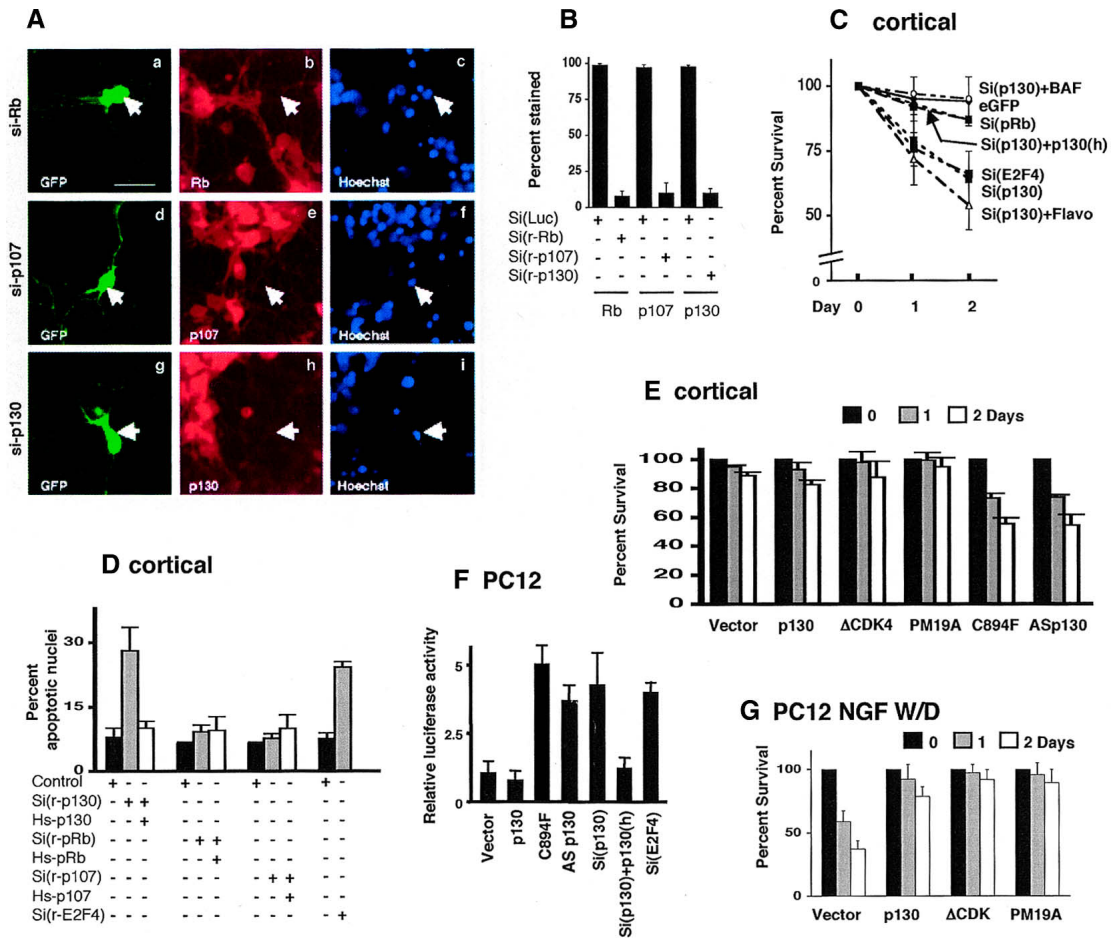 A
si-Rb
a
GFP
b
Rb
c
Hoechst
si-p107
d
GFP
e
p107
f
Hoechst
si-p130
g
GFP
h
p130
i
Hoechst
B
Percent stained
100
75
50
25
0
Si(Luc) + - + - + -
Si(r-Rb) - + - - - -
Si(r-p107) - - - + - -
Si(r-p130) - - - - - +
Rb p107 p130
C cortical
Percent Survival
100
75
50
0
Day 0 1 2
Si(p130)+BAF
eGFP
Si(pRb)
Si(p130)+p130(h)
Si(E2F4)
Si(p130)
Si(p130)+Flavo
E cortical
0 1 2 Days
Percent Survival
100
80
60
40
20
0
Vector p130 ΔCDK4 PM19A C894F ASp130
D cortical
Percent
apoptotic nuclei
30
15
0
Control + - - + - - + - - + -
Si(r-p130) - + + - - - - - - - -
Hs-p130 - - + - - - - - - - -
Si(r-pRb) - - - - + + - - - - -
Hs-pRb - - - - - + - - - - -
Si(r-p107) - - - - - - - + + - -
Hs-p107 - - - - - - - - + - -
Si(r-E2F4) - - - - - - - - - - +
F PC12
Relative luciferase activity
5
2.5
0
Vector
p130
C894F
AS p130
Si(p130)
Si(p130)+p130(h)
Si(E2F4)
G PC12 NGF W/D
0 1 2 Days
Percent Survival
100
50
0
Vector p130 ΔCDK PM19A